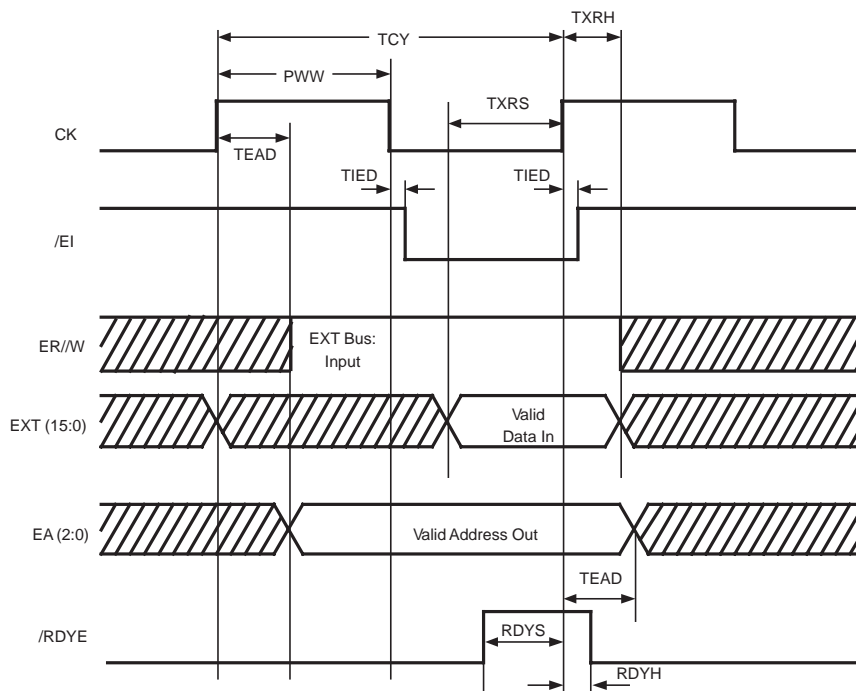 TXRH
TCY
PWW
TXRS
CK
TEAD
TIED
TIED
/EI
ER//W
EXT Bus:
Input
EXT (15:0)
Valid
Data In
EA (2:0)
Valid Address Out
TEAD
/RDYE
RDYS
RDYH